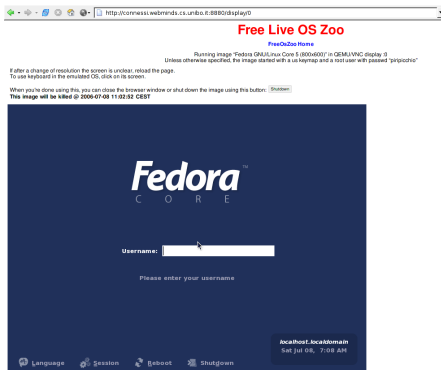 http://connessi.webminds.cs.unibo.it:8880/display/0
Free Live OS Zoo
FreeOsZoo Home
Running image "Fedora GNU/Linux Core 5 (800x600)" in QEMU/VNC display :0
Unless otherwise specified, the image started with a us keymap and a root user with passwd "piripicchio"
If after a change of resolution the screen is unclear, reload the page.
To use keyboard in the emulated OS, click on its screen.
When you're done using this, you can close the browser window or shut down the image using this button: Shutdown
This image will be killed @ 2006-07-08 11:02:52 CEST
Fedora™
CORE
Username:
Please enter your username
localhost.localdomain
Sat Jul 08, 7:08 AM
Language Session Reboot Shutdown